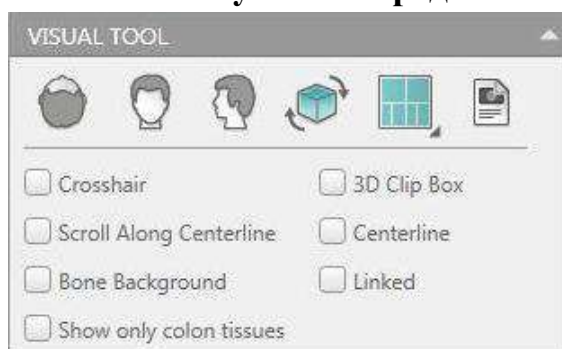 VISUAL TOOL
Crosshair
3D Clip Box
Scroll Along Centerline
Centerline
Bone Background
Linked
Show only colon tissues